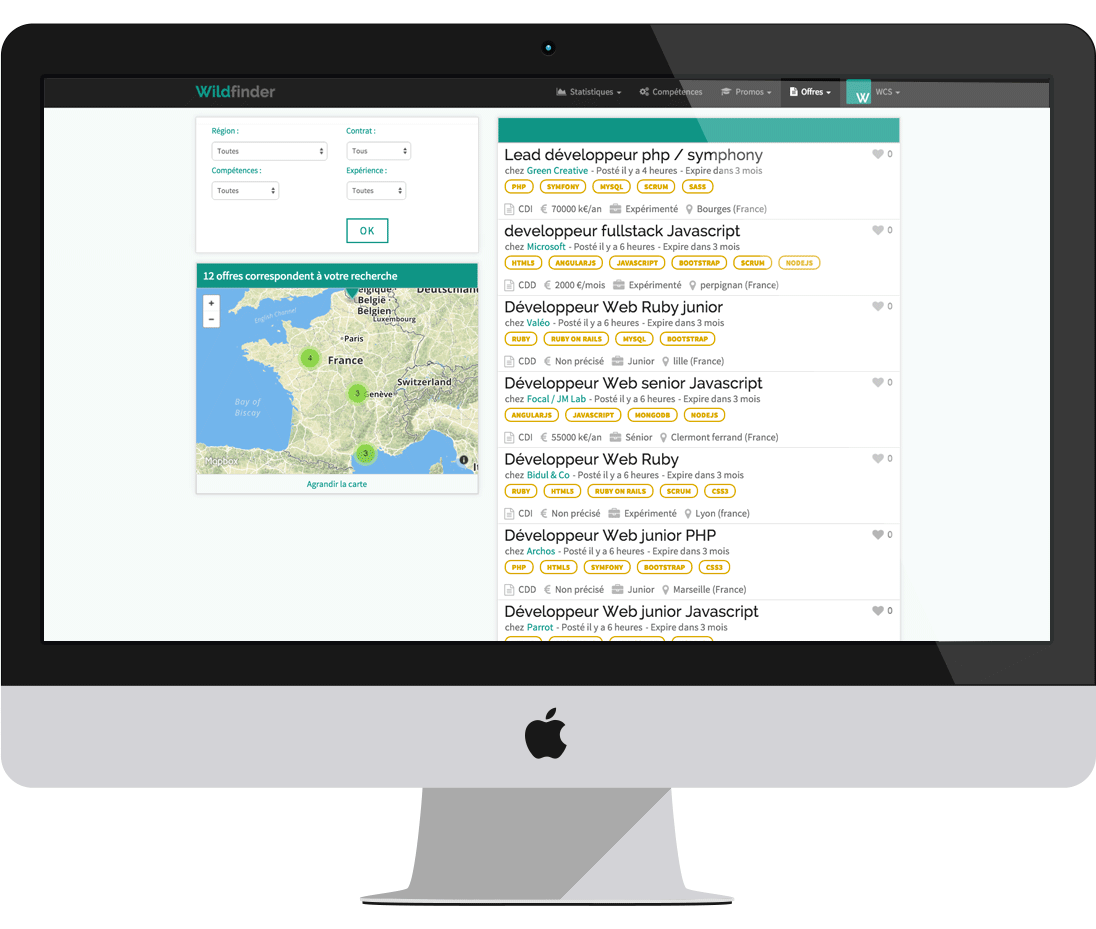 Wildfinder
Statistiques
Compétences
Promos
Offres
W
WCS
Région :
Contrat :
Toutes
Tous
Compétences :
Expérience :
Toutes
Toutes
OK
12 offres correspondent à votre recherche
+
−
English Channel
Belgique
België
Belgien
Deutschland
Luxembourg
Paris
France
Switzerland
Genève
Bay of
Biscay
4
3
3
Mapbox
Agrandir la carte
Lead développeur php / symphony
0
chez Green Creative - Posté il y a 4 heures - Expire dans 3 mois
PHP SYMFONY MYSQL SCRUM SASS
CDI € 70000 k€/an Expérimenté Bourges (France)
developpeur fullstack Javascript
0
chez Microsoft - Posté il y a 6 heures - Expire dans 3 mois
HTML5 ANGULARJS JAVASCRIPT BOOTSTRAP SCRUM NODEJS
CDD € 2000 €/mois Expérimenté perpignan (France)
Développeur Web Ruby junior
0
chez Valéo - Posté il y a 6 heures - Expire dans 3 mois
RUBY RUBY ON RAILS MYSQL BOOTSTRAP
CDD € Non précisé Junior lille (France)
Développeur Web senior Javascript
0
chez Focal / JM Lab - Posté il y a 6 heures - Expire dans 3 mois
ANGULARJS JAVASCRIPT MONGODB NODEJS
CDI € 55000 k€/an Sénior Clermont ferrand (France)
Développeur Web Ruby
0
chez Bidul & Co - Posté il y a 6 heures - Expire dans 3 mois
RUBY HTML5 RUBY ON RAILS SCRUM CSS3
CDI € Non précisé Expérimenté Lyon (france)
Développeur Web junior PHP
0
chez Archos - Posté il y a 6 heures - Expire dans 3 mois
PHP HTML5 SYMFONY BOOTSTRAP CSS3
CDD € Non précisé Junior Marseille (France)
Développeur Web junior Javascript
0
chez Parrot - Posté il y a 6 heures - Expire dans 3 mois